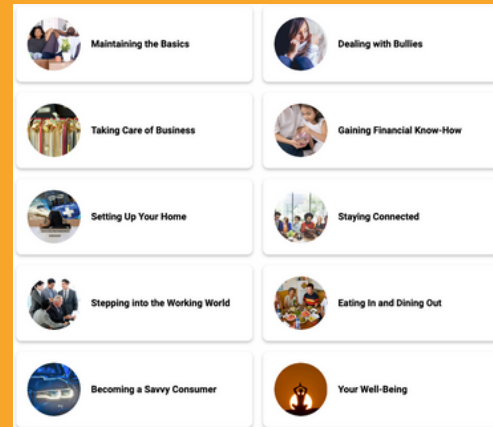 Maintaining the Basics
Dealing with Bullies
Taking Care of Business
Gaining Financial Know-How
Setting Up Your Home
Staying Connected
Stepping into the Working World
Eating In and Dining Out
Becoming a Savvy Consumer
Your Well-Being